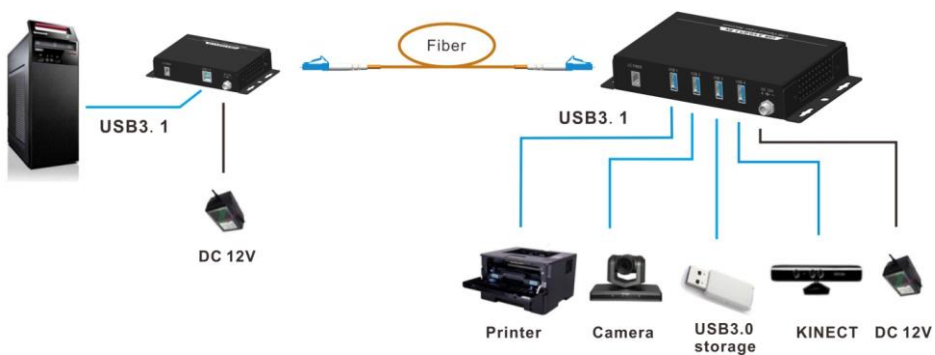 Fiber
USB3. 1
USB3. 1
DC 12V
Printer
Camera
USB3.0
storage
KINECT
DC 12V